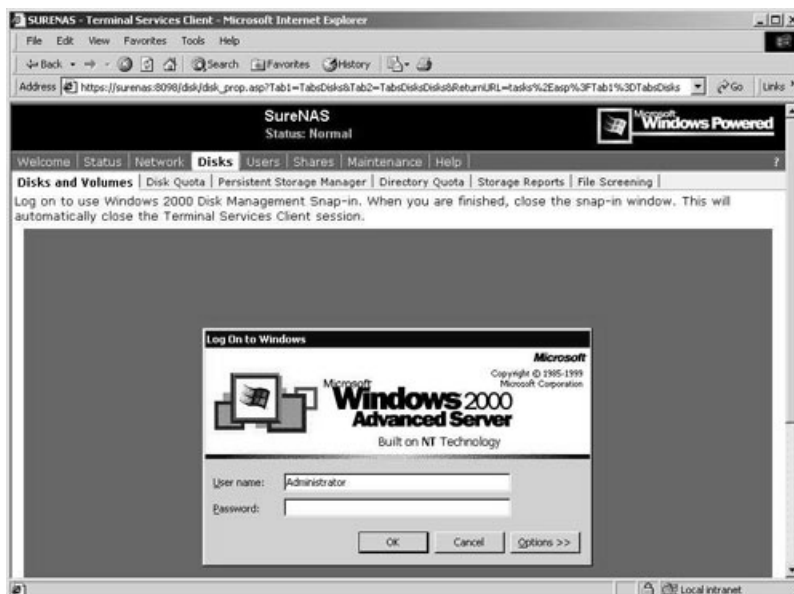 SURENAS - Terminal Services Client - Microsoft Internet Explorer
File Edit View Favorites Tools Help
Back Search Favorites History
Address https://surenas:8098/disk/disk_prop.asp?Tab1=TabsDisks&Tab2=TabsDisksDisks&ReturnURL=tasks%2Easp%3FTab1%3DTabsDisks Go Links
SureNAS
Status: Normal
Microsoft
Windows Powered
Welcome Status Network Disks Users Shares Maintenance Help ?
Disks and Volumes Disk Quota Persistent Storage Manager Directory Quota Storage Reports File Screening
Log on to use Windows 2000 Disk Management Snap-in. When you are finished, close the snap-in window. This will
automatically close the Terminal Services Client session.
Log On to Windows
Microsoft
Copyright © 1985-1999
Microsoft Corporation
Microsoft
Windows 2000
Advanced Server
Built on NT Technology
User name: Administrator
Password:
OK Cancel Options >>
Local intranet